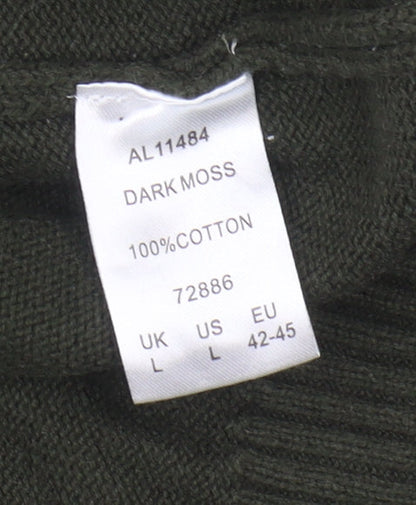 AL11484
DARK MOSS
100%COTTON
72886
UK US EU
L L 42-45